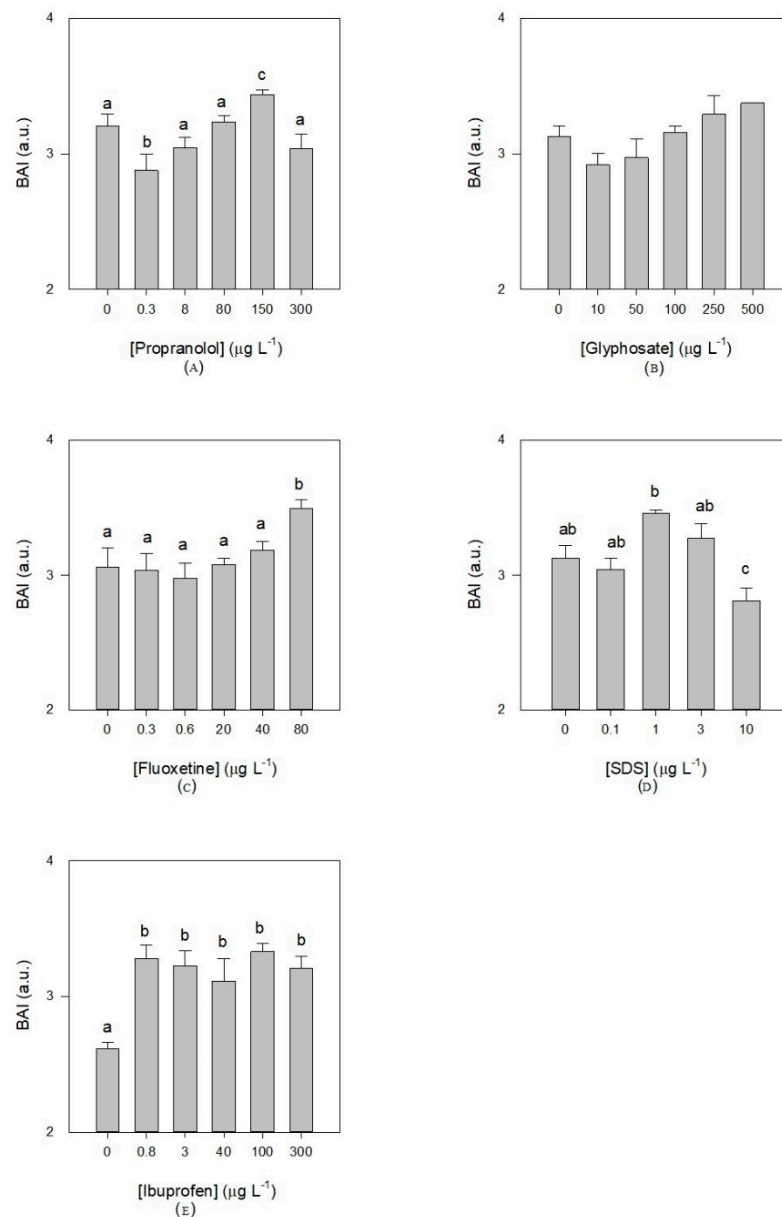 4
3
2
BAI (a.u.)
a
b
a
a
c
a
0 0.3 8 80 150 300
[Propranolol] (μg L⁻¹)
(A)
4
3
2
BAI (a.u.)
0 10 50 100 250 500
[Glyphosate] (μg L⁻¹)
(B)
4
3
2
BAI (a.u.)
a a a a a b
0 0.3 0.6 20 40 80
[Fluoxetine] (μg L⁻¹)
(C)
4
3
2
BAI (a.u.)
ab ab b ab c
0 0.1 1 3 10
[SDS] (μg L⁻¹)
(D)
4
3
2
BAI (a.u.)
a b b b b b
0 0.8 3 40 100 300
[Ibuprofen] (μg L⁻¹)
(E)